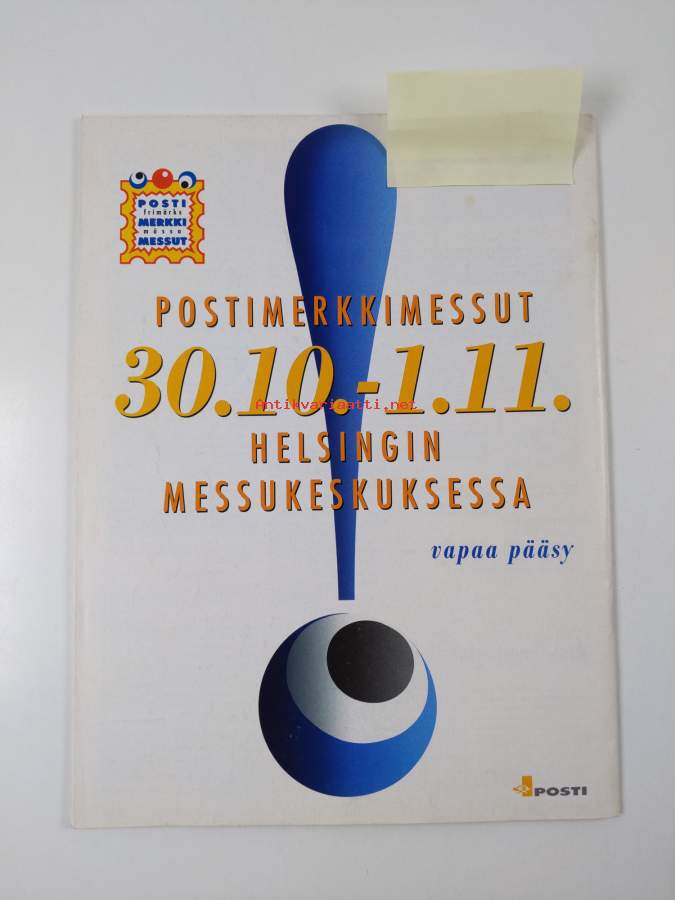 POSTI
frimärks
MERKKI
mässa
MESSUT
POSTIMERKKIMESSUT
30.10.-1.11.
Antikvariaatti.net
HELSINGIN
MESSUKESKUKSESSA
vapaa pääsy
POSTI